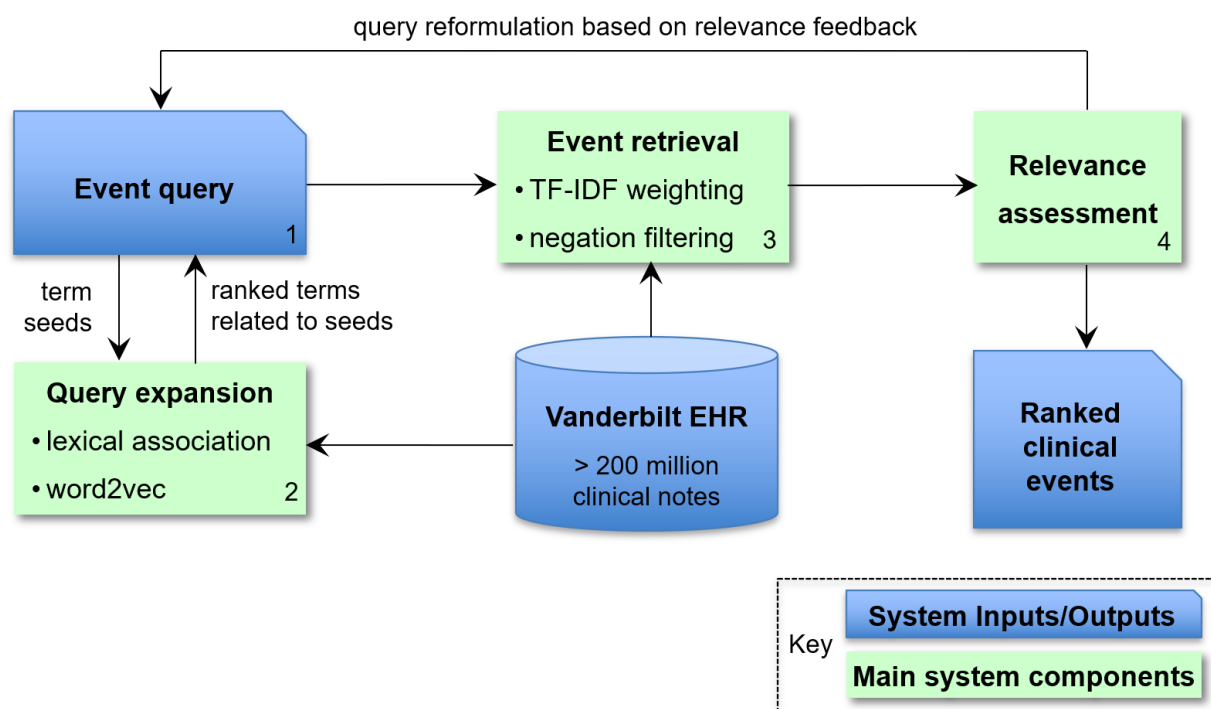 query reformulation based on relevance feedback
Event query
1
Event retrieval
• TF-IDF weighting
• negation filtering
3
Relevance
assessment
4
term
seeds
ranked terms
related to seeds
Query expansion
• lexical association
• word2vec
2
Vanderbilt EHR
> 200 million
clinical notes
Ranked
clinical
events
Key
System Inputs/Outputs
Main system components